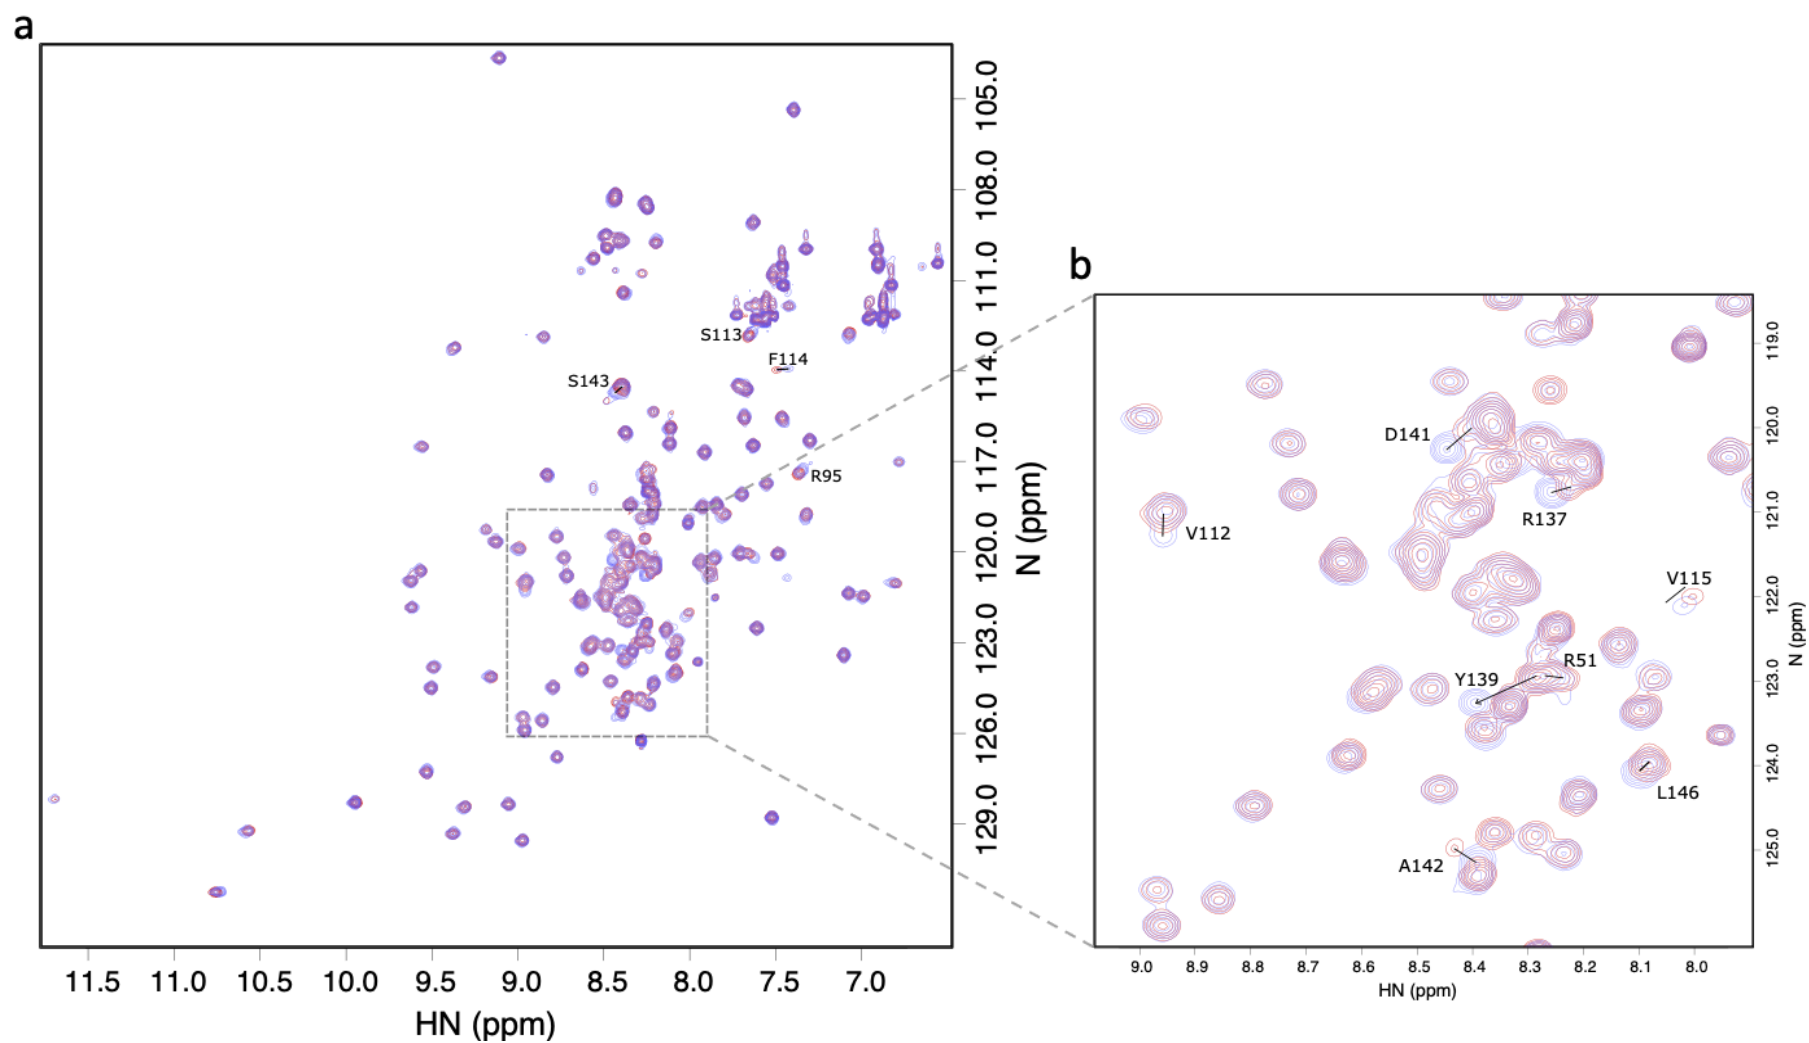 a
105.0
108.0
111.0
114.0
117.0
120.0
123.0
126.0
129.0
N (ppm)
S113
F114
S143
R95
11.5 11.0 10.5 10.0 9.5 9.0 8.5 8.0 7.5 7.0
HN (ppm)
b
119.0
120.0
121.0
122.0
123.0
124.0
125.0
N (ppm)
D141
R137
V112
V115
R51
Y139
L146
A142
9.0 8.9 8.8 8.7 8.6 8.5 8.4 8.3 8.2 8.1 8.0
HN (ppm)